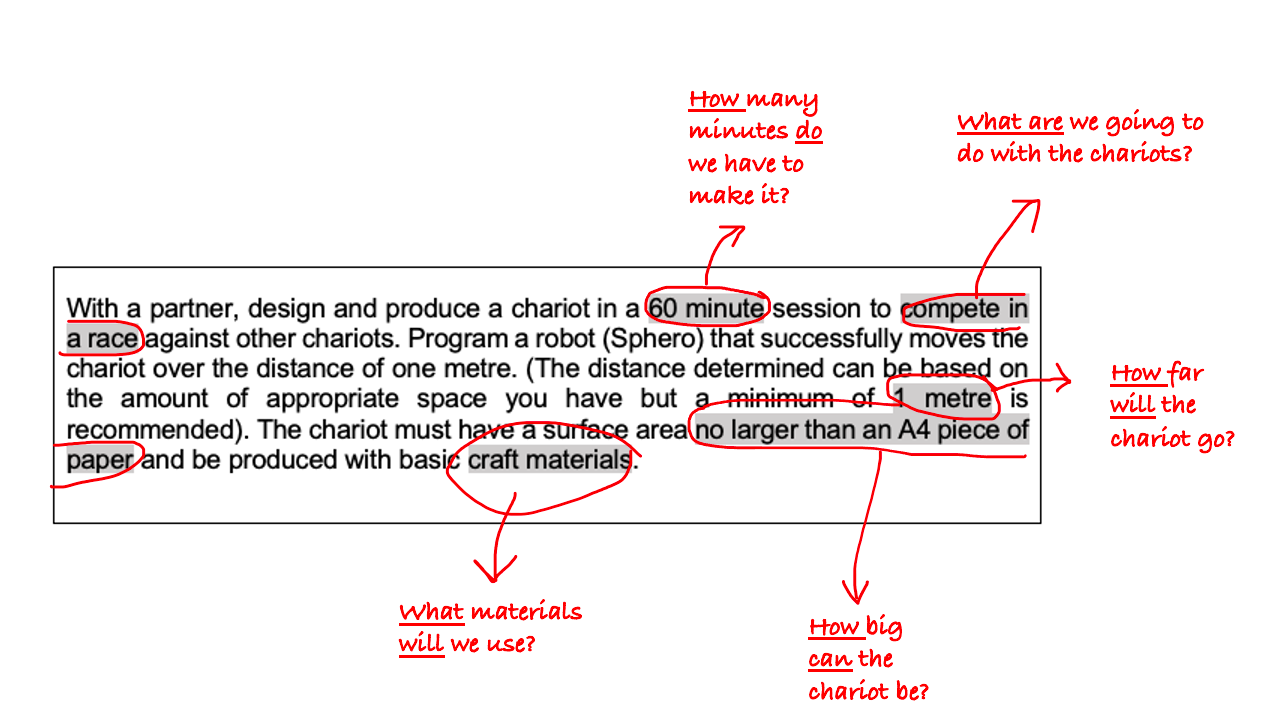 How many
minutes do
we have to
make it?
What are we going to
do with the chariots?
With a partner, design and produce a chariot in a 60 minute session to compete in
a race against other chariots. Program a robot (Sphero) that successfully moves the
chariot over the distance of one metre. (The distance determined can be based on
the amount of appropriate space you have but a minimum of 1 metre is
recommended). The chariot must have a surface area no larger than an A4 piece of
paper and be produced with basic craft materials.
How far
will the
chariot go?
What materials
will we use?
How big
can the
chariot be?